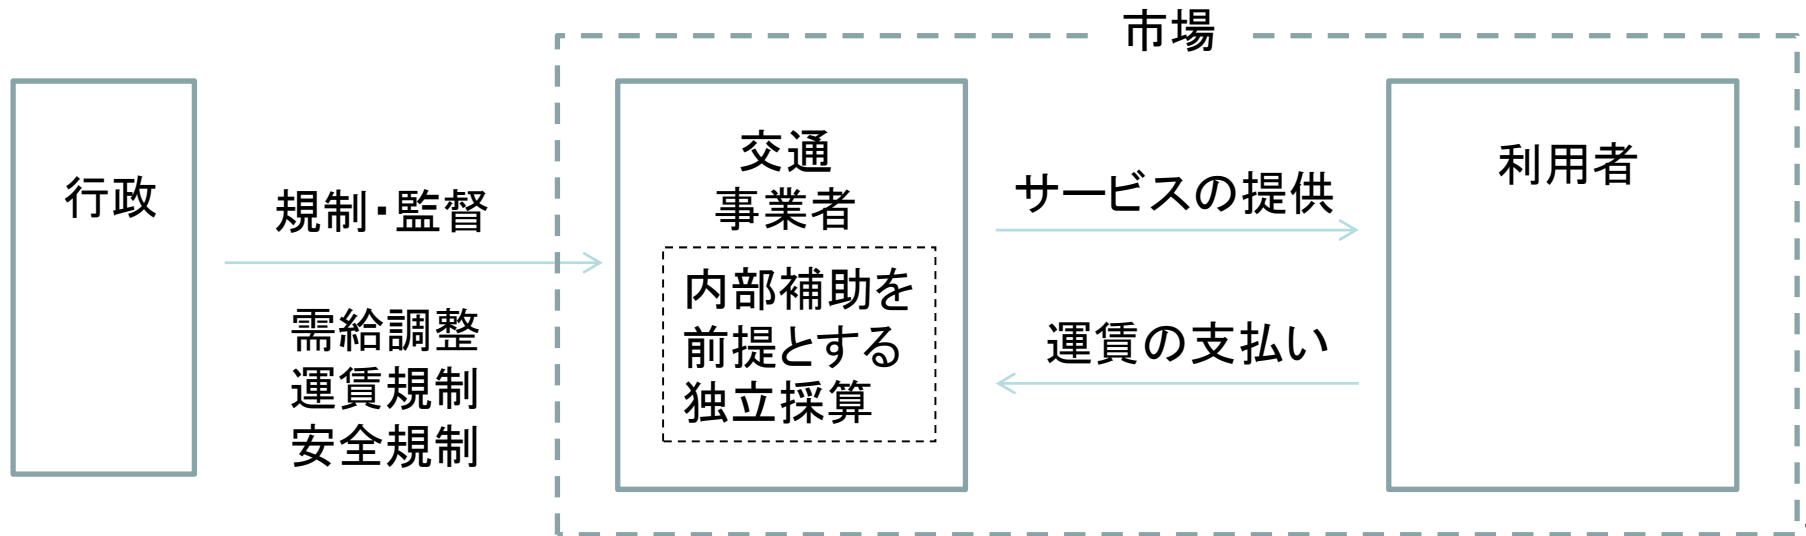 市場
行政
規制・監督
需給調整
運賃規制
安全規制
交通
事業者
内部補助を
前提とする
独立採算
サービスの提供
運賃の支払い
利用者